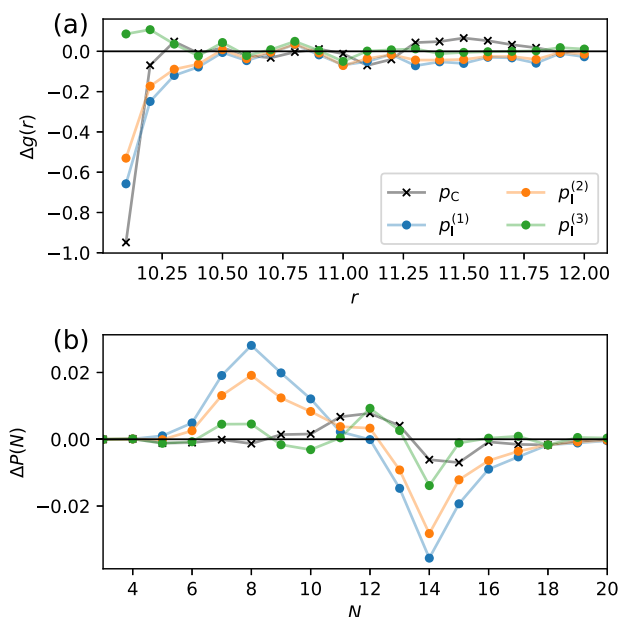 (a)
0.0
−0.2
−0.4
−0.6
−0.8
−1.0
Δg(r)
p_C
p_I^(1)
p_I^(2)
p_I^(3)
10.25 10.50 10.75 11.00 11.25 11.50 11.75 12.00
r
(b)
0.02
0.00
−0.02
ΔP(N)
4 6 8 10 12 14 16 18 20
N